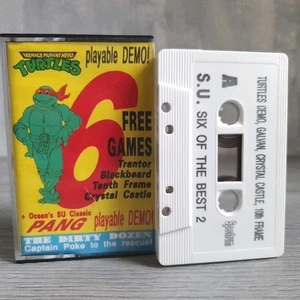 TEENAGE MUTANT HERO
TURTLES
playable DEMO!
6
FREE
GAMES
Trantor
Blackbeard
Tenth Frame
Crystal Castle
+ Ocean's SU Classic
PANG playable DEMO!
THE DIRTY DOZEN
Captain Poke to the rescue!
A
S.U. SIX OF THE BEST 2
TURTLES DEMO, GALVAN, CRYSTAL CASTLE, 10th FRAME